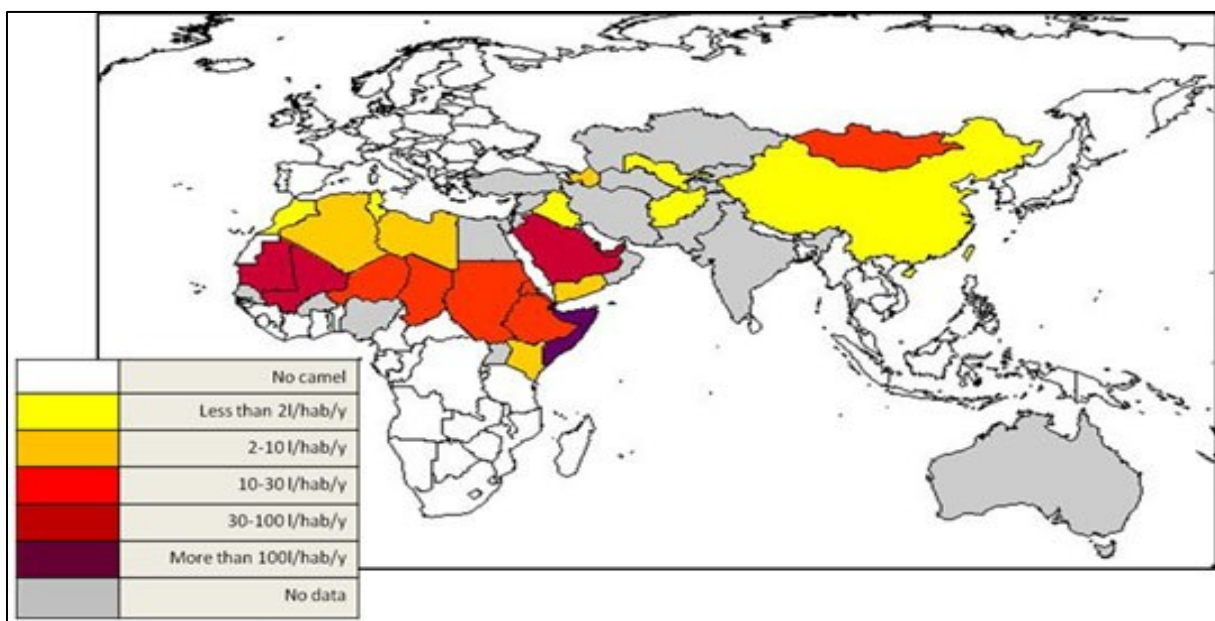 No camel
Less than 2l/hab/y
2-10 l/hab/y
10-30 l/hab/y
30-100 l/hab/y
More than 100l/hab/y
No data